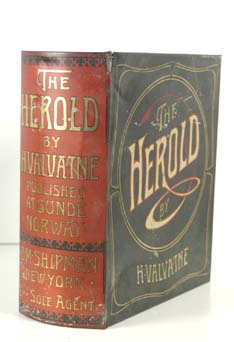 THE
HEROLD
BY
H.VALVATNE
PUBLISHED
AT SUNDE
NORWAY
M.SHIPMAN
NEW-YORK
SOLE AGENT.
THE
HEROLD
BY
H·VALVATNE